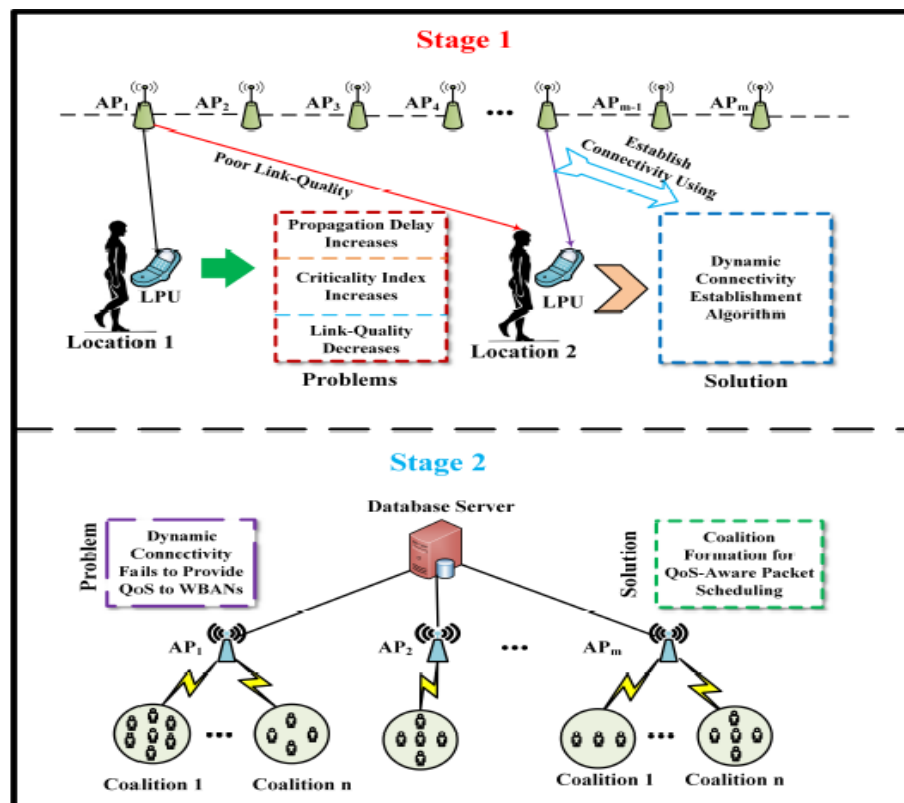 Stage 1
AP1
AP2
AP3
AP4
...
APm-1
APm
Poor Link-Quality
Establish
Connectivity Using
LPU
Location 1
Propagation Delay
Increases
Criticality Index
Increases
Link-Quality
Decreases
Problems
LPU
Location 2
Dynamic
Connectivity
Establishment
Algorithm
Solution
Stage 2
Database Server
Problem
Dynamic
Connectivity
Fails to Provide
QoS to WBANs
Solution
Coalition
Formation for
QoS-Aware Packet
Scheduling
AP1
AP2
...
APm
...
...
Coalition 1
Coalition n
Coalition 1
Coalition n